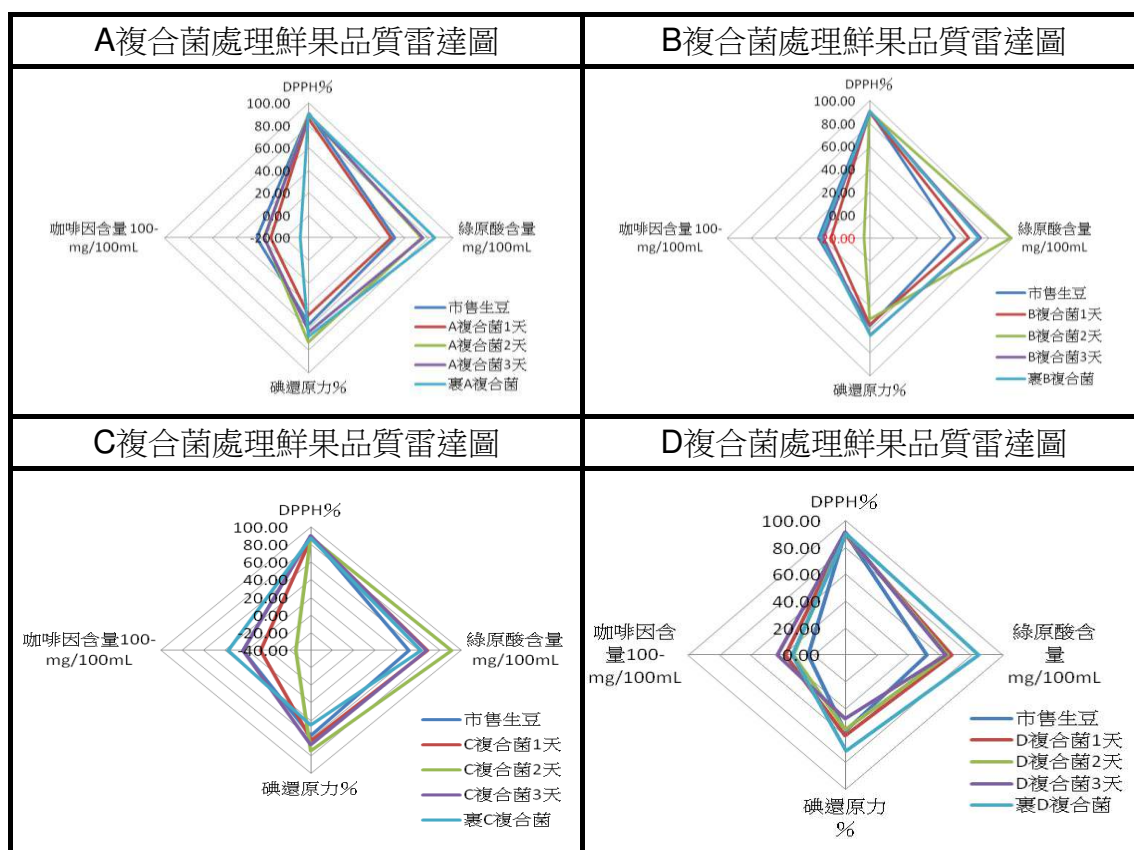 A複合菌處理鮮果品質雷達圖
B複合菌處理鮮果品質雷達圖
DPPH%
100.00
80.00
60.00
40.00
20.00
0.00
-20.00
咖啡因含量 100-
mg/100mL
綠原酸含量
mg/100mL
碘還原力%
市售生豆
A複合菌1天
A複合菌2天
A複合菌3天
裹A複合菌
DPPH%
100.00
80.00
60.00
40.00
20.00
0.00
-20.00
咖啡因含量 100-
mg/100mL
綠原酸含量
mg/100mL
碘還原力%
市售生豆
B複合菌1天
B複合菌2天
B複合菌3天
裹B複合菌
C複合菌處理鮮果品質雷達圖
D複合菌處理鮮果品質雷達圖
DPPH%
100.00
80.00
60.00
40.00
20.00
0.00
-20.00
-40.00
咖啡因含量100-
mg/100mL
綠原酸含量
mg/100mL
碘還原力%
市售生豆
C複合菌1天
C複合菌2天
C複合菌3天
裹C複合菌
DPPH%
100.00
80.00
60.00
40.00
20.00
0.00
咖啡因含
量100-
mg/100mL
綠原酸含
量
mg/100mL
碘還原力
%
市售生豆
D複合菌1天
D複合菌2天
D複合菌3天
裹D複合菌